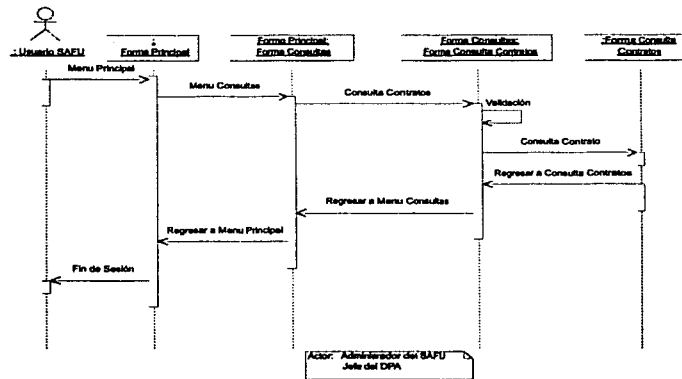 : Usuario SAFU
:
Forma Principal
Forma Principal:
Forma Consultas
Forma Consultas:
Forma Consulta Contratos
:Forma Consulta
Contratos
Menu Principal
Menu Consultas
Consulta Contratos
Validación
Consulta Contrato
Regresar a Consulta Contratos
Regresar a Menu Consultas
Regresar a Menu Principal
Fin de Sesión
Actor: Administrador del SAFU
Jefe del DPA